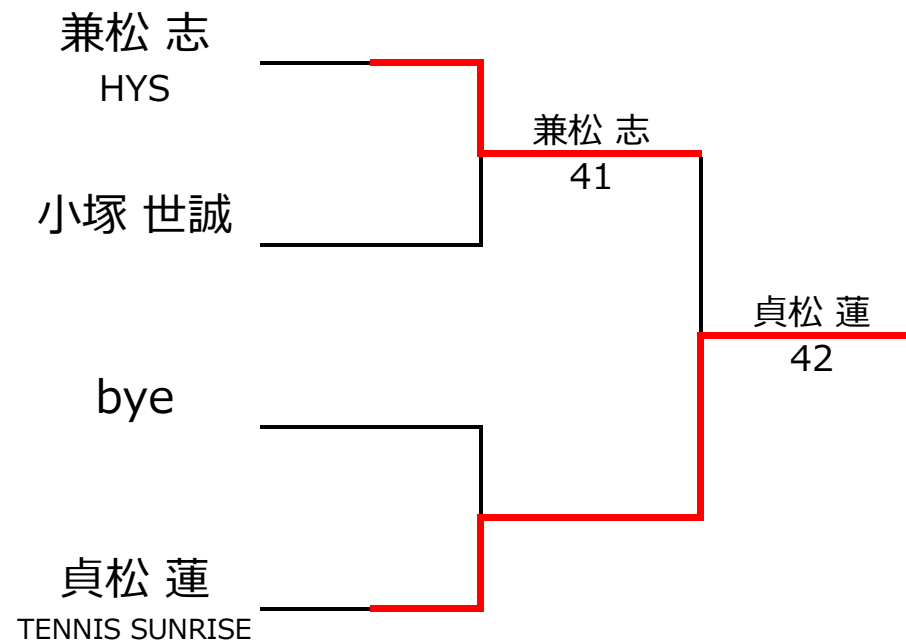 兼松 志
HYS
小塚 世誠
bye
貞松 蓮
TENNIS SUNRISE
兼松 志
41
貞松 蓮
42